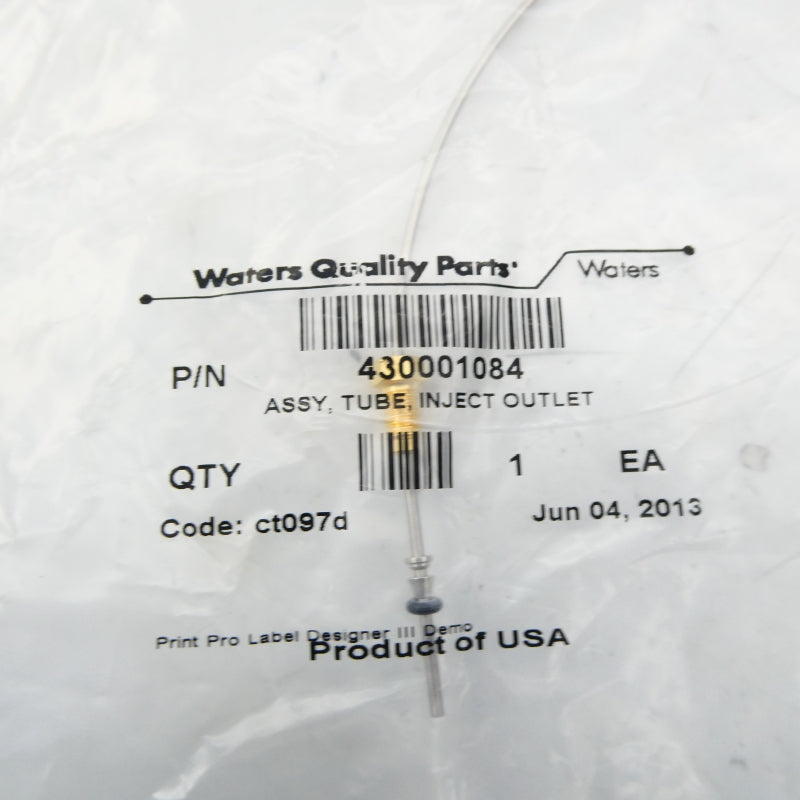 Waters Quality Parts
Waters
P/N 430001084
ASSY, TUBE, INJECT OUTLET
QTY 1 EA
Code: ct097d Jun 04, 2013
Print Pro Label Designer III Demo
Product of USA